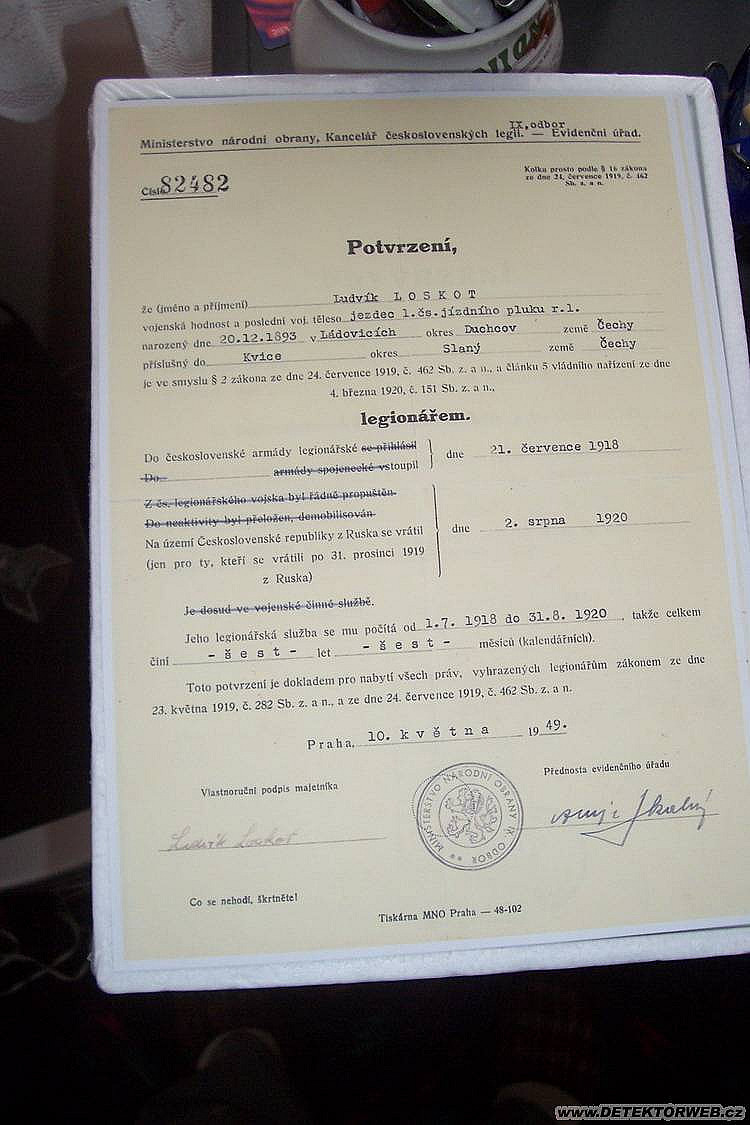 NION
IX. odbor
Ministerstvo národní obrany, Kancelář československých legií. — Evidenční úřad.
Číslo 82482
Kolku prosto podle § 16 zákona
ze dne 24. července 1919, č. 462
Sb. z. a n.
Potvrzení,
že (jméno a příjmení) Ludvík LOSKOT
vojenská hodnost a poslední voj. těleso jezdec 1.čs.jízdního pluku r.l.
narozený dne 20.12.1893 v Ládovicích okres Duchcov země Čechy
příslušný do Kvice okres Slaný země Čechy
je ve smyslu § 2 zákona ze dne 24. července 1919, č. 462 Sb. z. a n., a článku 5 vládního nařízení ze dne
4. března 1920, č. 151 Sb. z. a n.,
legionářem.
Do československé armády legionářské se přihlásil
Do armády spojenecké vstoupil
dne 21. července 1918
Z čs. legionářského vojska byl řádně propuštěn
Do neaktivity byl přeložen, demobilisován
Na území Československé republiky z Ruska se vrátil
(jen pro ty, kteří se vrátili po 31. prosinci 1919
z Ruska)
dne 2. srpna 1920
Je dosud ve vojenské činné službě.
Jeho legionářská služba se mu počítá od 1.7. 1918 do 31.8. 1920, takže celkem
činí - šest - let - šest - měsíců (kalendářních).
Toto potvrzení je dokladem pro nabytí všech práv, vyhrazených legionářům zákonem ze dne
23. května 1919, č. 282 Sb. z. a n., a ze dne 24. července 1919, č. 462 Sb. z. a n.
Praha, 10. května 1949.
Vlastnoruční podpis majetníka
Přednosta evidenčního úřadu
Ludvík Loskot
MINISTERSTVO NÁRODNÍ OBRANY IX. ODBOR
Co se nehodí, škrtněte!
Tiskárna MNO Praha — 48-102
www.DETEKTORWEB.cz